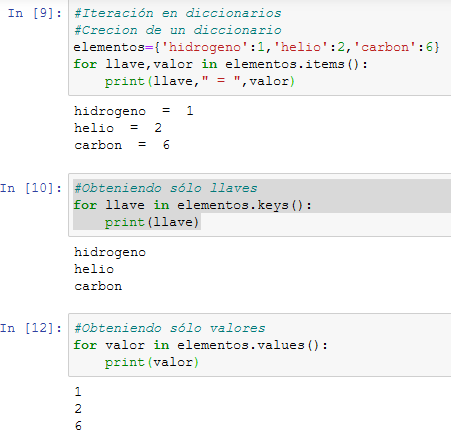 In [9]: #Iteración en diccionarios
#Crecion de un diccionario
elementos={'hidrogeno':1,'helio':2,'carbon':6}
for llave,valor in elementos.items():
    print(llave," = ",valor)
hidrogeno  =  1
helio  =  2
carbon  =  6
In [10]: #Obteniendo sólo llaves
for llave in elementos.keys():
    print(llave)
hidrogeno
helio
carbon
In [12]: #Obteniendo sólo valores
for valor in elementos.values():
    print(valor)
1
2
6